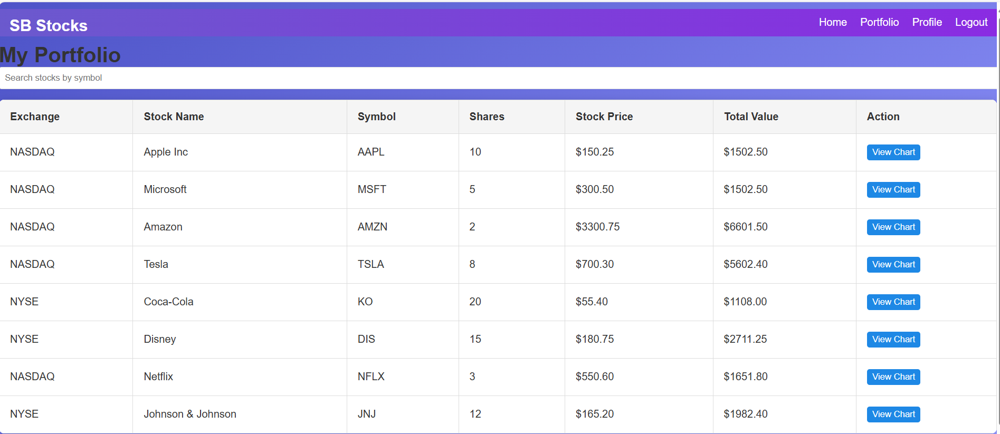 SB Stocks Home Portfolio Profile Logout
My Portfolio
Search stocks by symbol
Exchange Stock Name Symbol Shares Stock Price Total Value Action
NASDAQ Apple Inc AAPL 10 $150.25 $1502.50 View Chart
NASDAQ Microsoft MSFT 5 $300.50 $1502.50 View Chart
NASDAQ Amazon AMZN 2 $3300.75 $6601.50 View Chart
NASDAQ Tesla TSLA 8 $700.30 $5602.40 View Chart
NYSE Coca-Cola KO 20 $55.40 $1108.00 View Chart
NYSE Disney DIS 15 $180.75 $2711.25 View Chart
NASDAQ Netflix NFLX 3 $550.60 $1651.80 View Chart
NYSE Johnson & Johnson JNJ 12 $165.20 $1982.40 View Chart